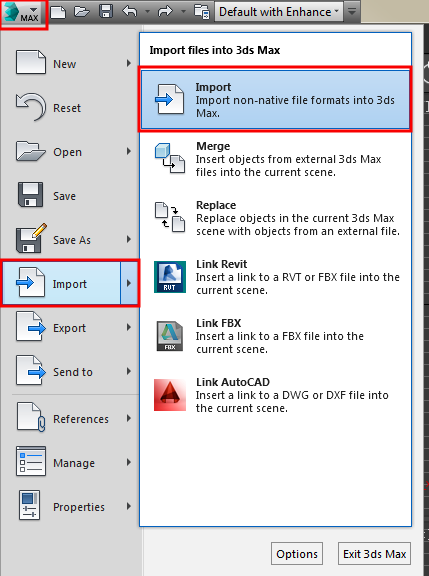 MAX
Default with Enhance
New
Reset
Open
Save
Save As
Import
Export
Send to
References
Manage
Properties
Import files into 3ds Max
Import
Import non-native file formats into 3ds
Max.
Merge
Insert objects from external 3ds Max
files into the current scene.
Replace
Replace objects in the current 3ds Max
scene with objects from an external file.
RVT
Link Revit
Insert a link to a RVT or FBX file into the
current scene.
FBX
Link FBX
Insert a link to a FBX file into the
current scene.
Link AutoCAD
Insert a link to a DWG or DXF file into
the current scene.
Options
Exit 3ds Max